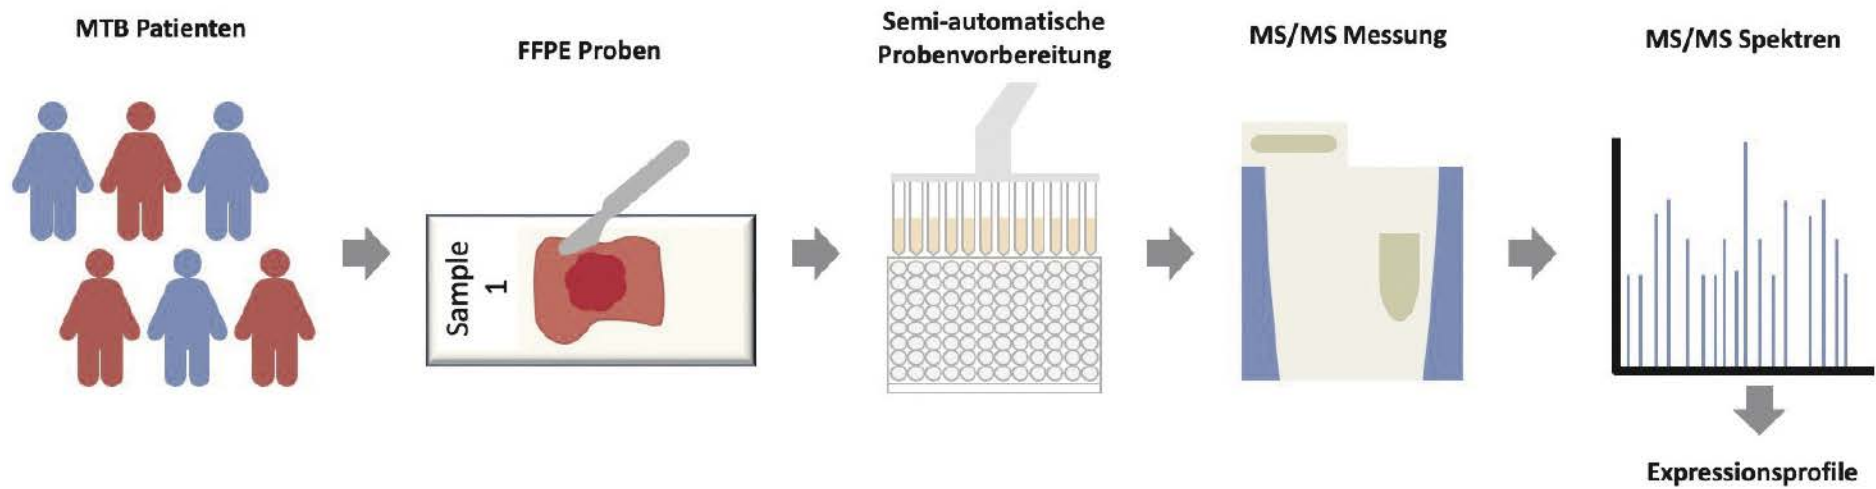 MTB Patienten
FFPE Proben
Semi-automatische
Probenvorbereitung
MS/MS Messung
MS/MS Spektren
Sample
1
Expressionsprofile